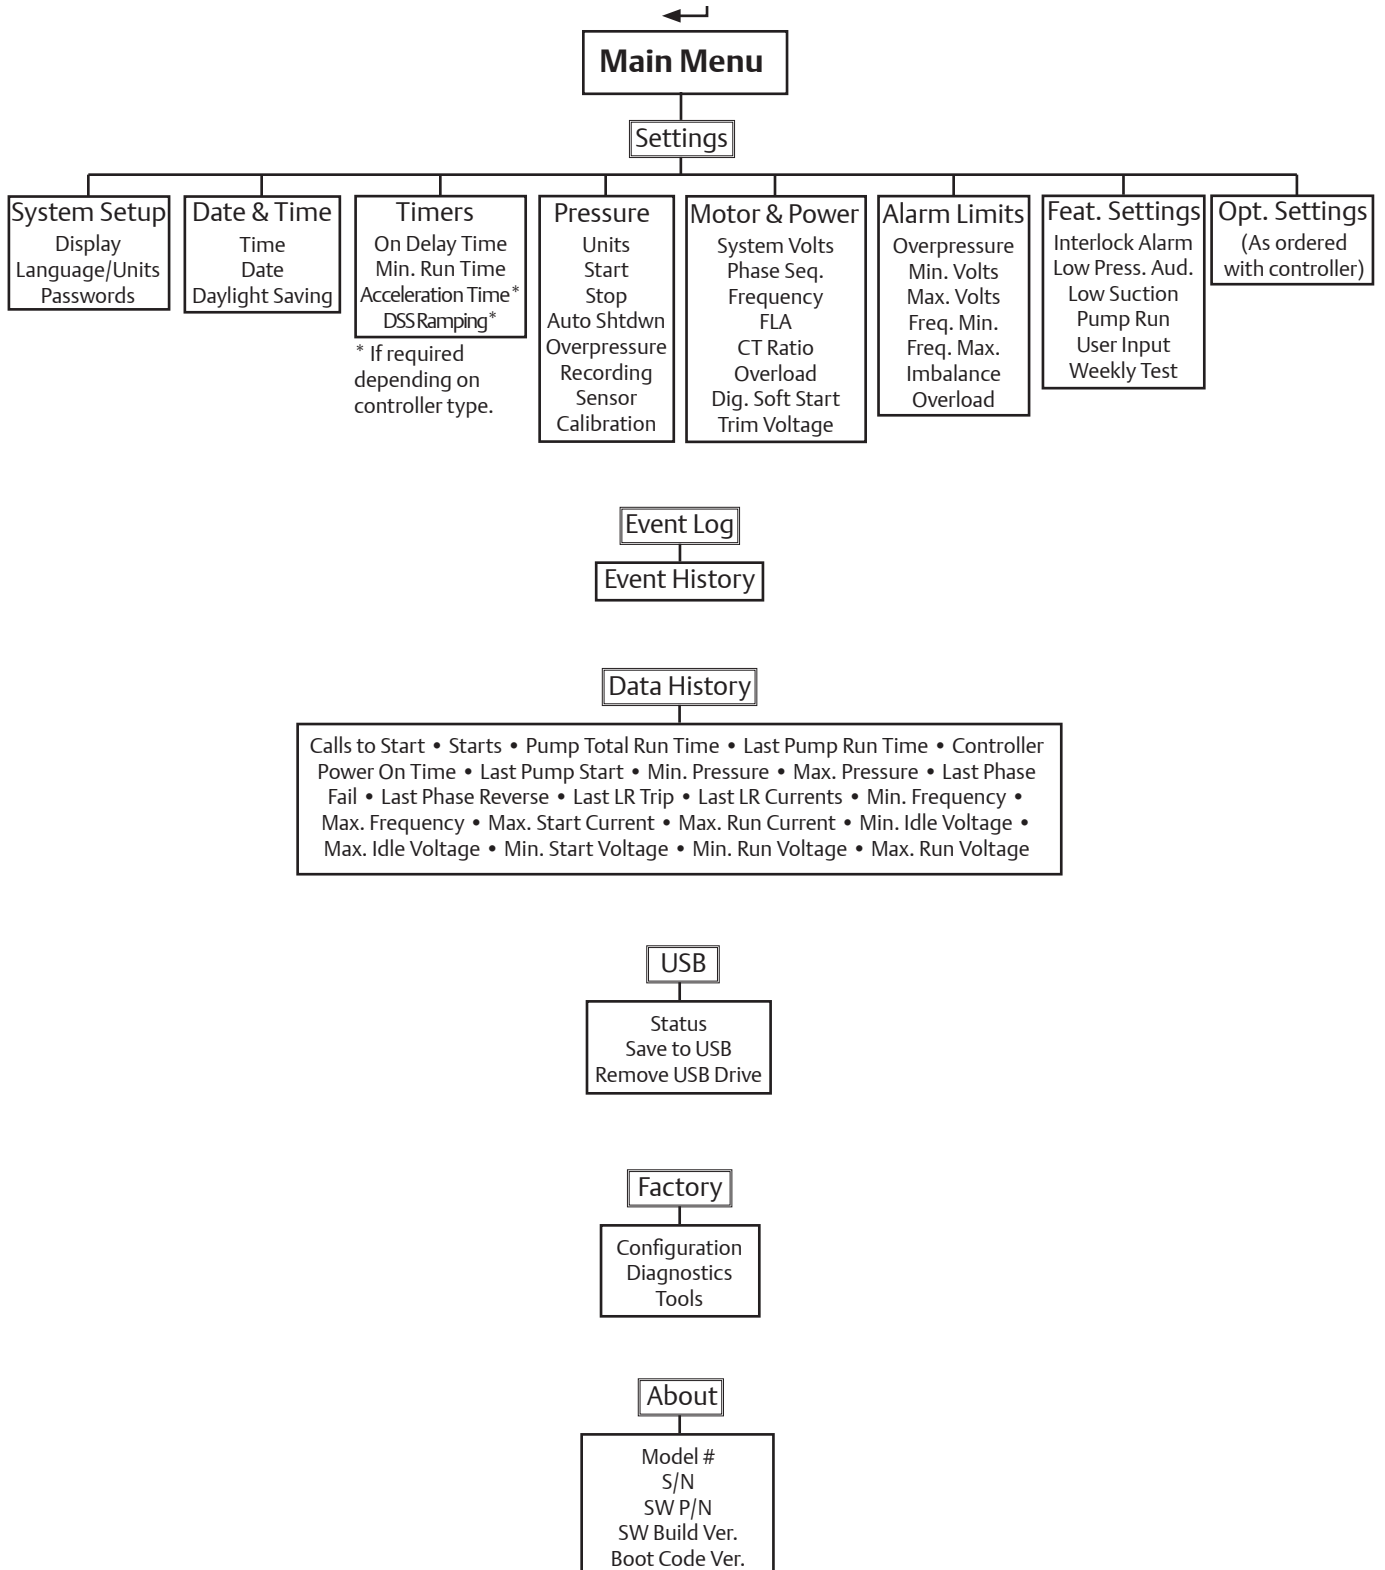 Main Menu
Settings
System Setup
Display
Language/Units
Passwords
Date & Time
Time
Date
Daylight Saving
Timers
On Delay Time
Min. Run Time
Acceleration Time*
DSS Ramping*
* If required
depending on
controller type.
Pressure
Units
Start
Stop
Auto Shtdwn
Overpressure
Recording
Sensor
Calibration
Motor & Power
System Volts
Phase Seq.
Frequency
FLA
CT Ratio
Overload
Dig. Soft Start
Trim Voltage
Alarm Limits
Overpressure
Min. Volts
Max. Volts
Freq. Min.
Freq. Max.
Imbalance
Overload
Feat. Settings
Interlock Alarm
Low Press. Aud.
Low Suction
Pump Run
User Input
Weekly Test
Opt. Settings
(As ordered
with controller)
Event Log
Event History
Data History
Calls to Start • Starts • Pump Total Run Time • Last Pump Run Time • Controller
Power On Time • Last Pump Start • Min. Pressure • Max. Pressure • Last Phase
Fail • Last Phase Reverse • Last LR Trip • Last LR Currents • Min. Frequency •
Max. Frequency • Max. Start Current • Max. Run Current • Min. Idle Voltage •
Max. Idle Voltage • Min. Start Voltage • Min. Run Voltage • Max. Run Voltage
USB
Status
Save to USB
Remove USB Drive
Factory
Configuration
Diagnostics
Tools
About
Model #
S/N
SW P/N
SW Build Ver.
Boot Code Ver.